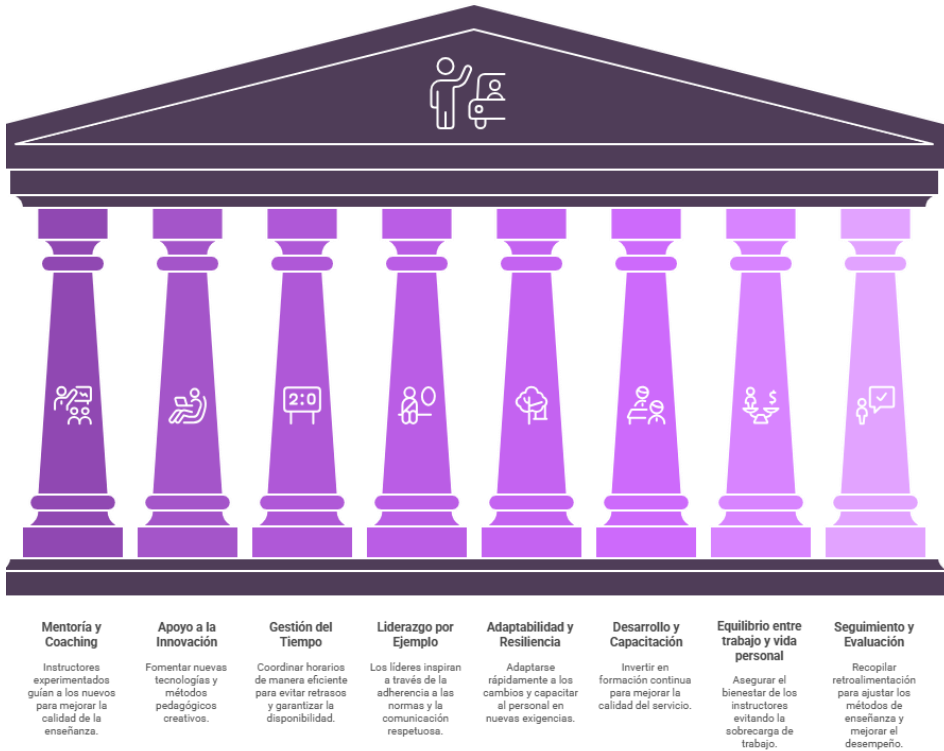 2:0
$
Mentoría y
Coaching
Instructores
experimentados
guían a los nuevos
para mejorar la
calidad de la
enseñanza.
Apoyo a la
Innovación
Fomentar nuevas
tecnologías y
métodos
pedagógicos
creativos.
Gestión del
Tiempo
Coordinar horarios
de manera eficiente
para evitar retrasos
y garantizar la
disponibilidad.
Liderazgo por
Ejemplo
Los líderes inspiran
a través de la
adherencia a las
normas y la
comunicación
respetuosa.
Adaptabilidad y
Resiliencia
Adaptarse
rápidamente a los
cambios y capacitar
al personal en
nuevas exigencias.
Desarrollo y
Capacitación
Invertir en
formación continua
para mejorar la
calidad del servicio.
Equilibrio entre
trabajo y vida
personal
Asegurar el
bienestar de los
instructores
evitando la
sobrecarga de
trabajo.
Seguimiento y
Evaluación
Recopilar
retroalimentación
para ajustar los
métodos de
enseñanza y
mejorar el
desempeño.